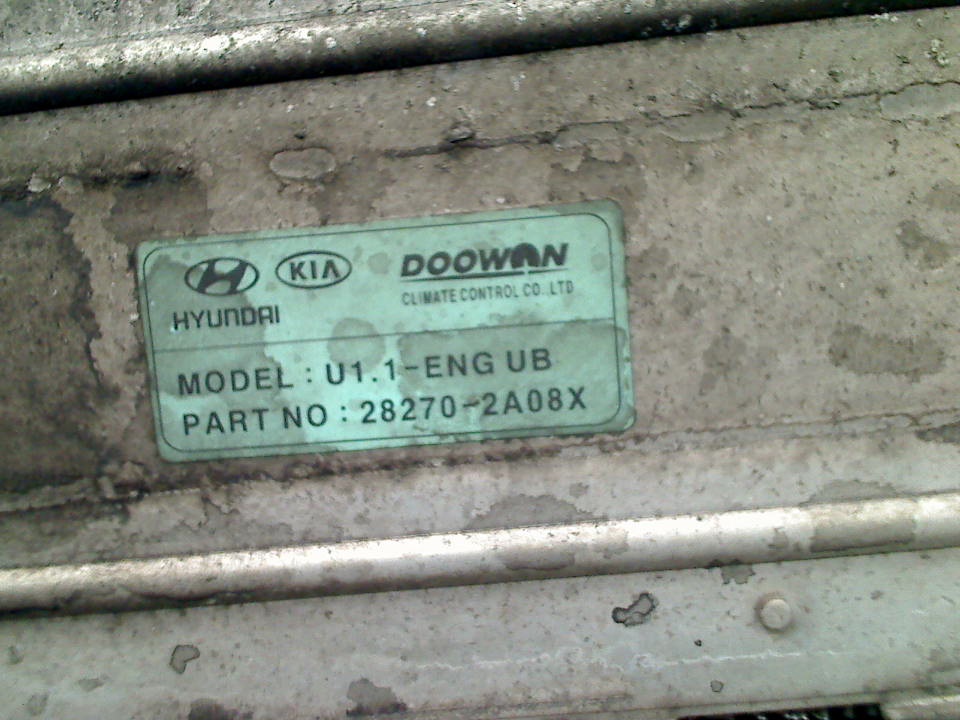 KIA
DOOWON
CLIMATE CONTROL CO.,LTD
HYUNDAI
MODEL : U1.1-ENG UB
PART NO : 28270-2A08X